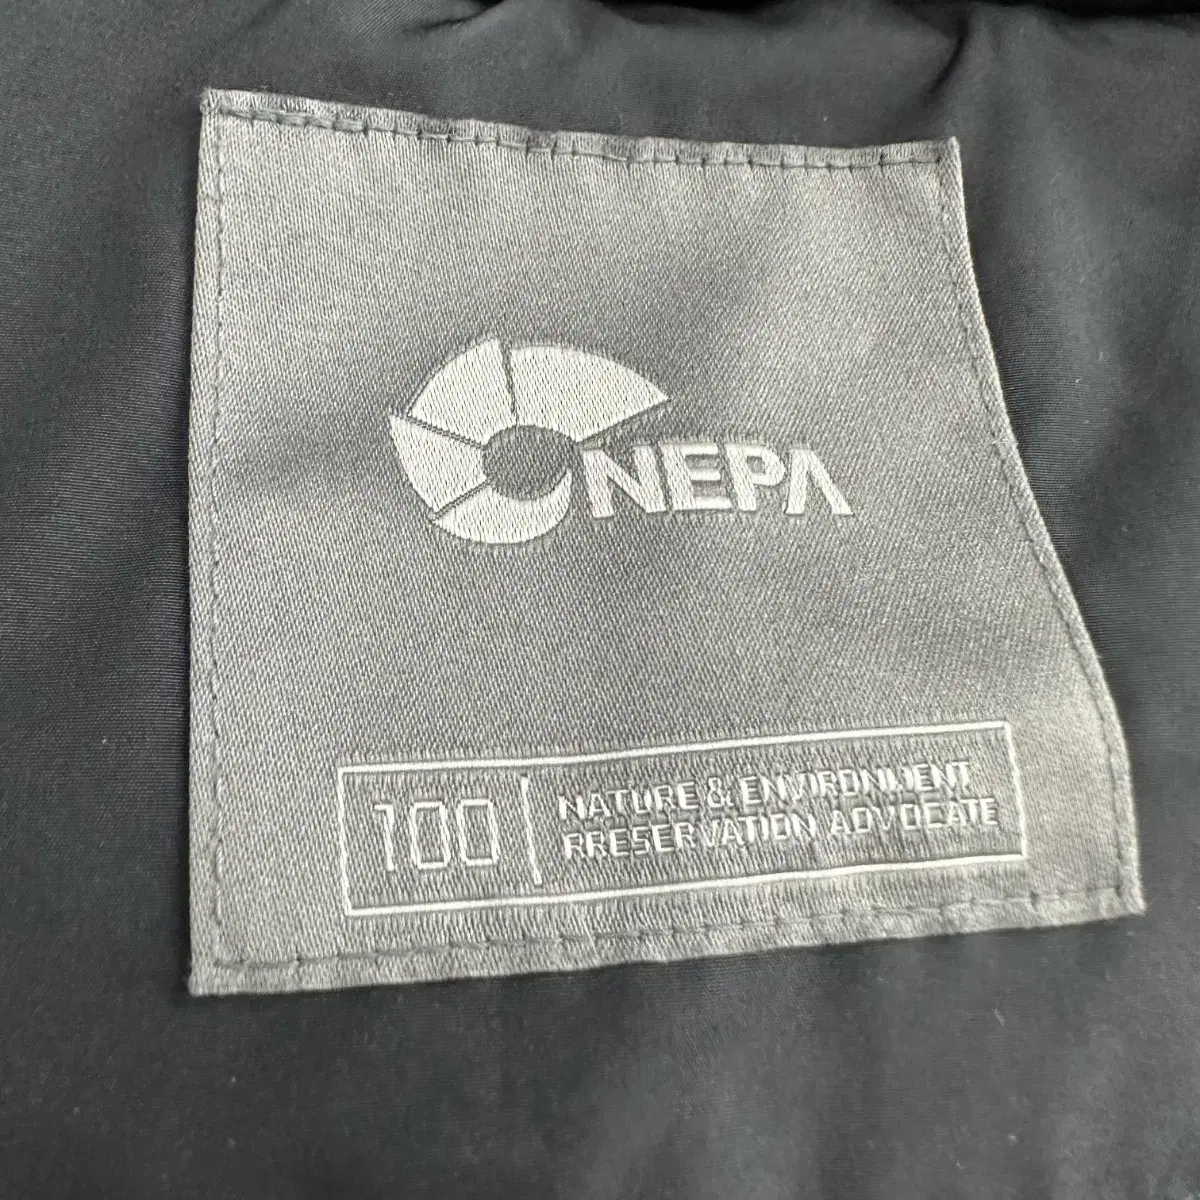 NEPA
100
NATURE & ENVIRONMENT
PRESERVATION ADVOCATE